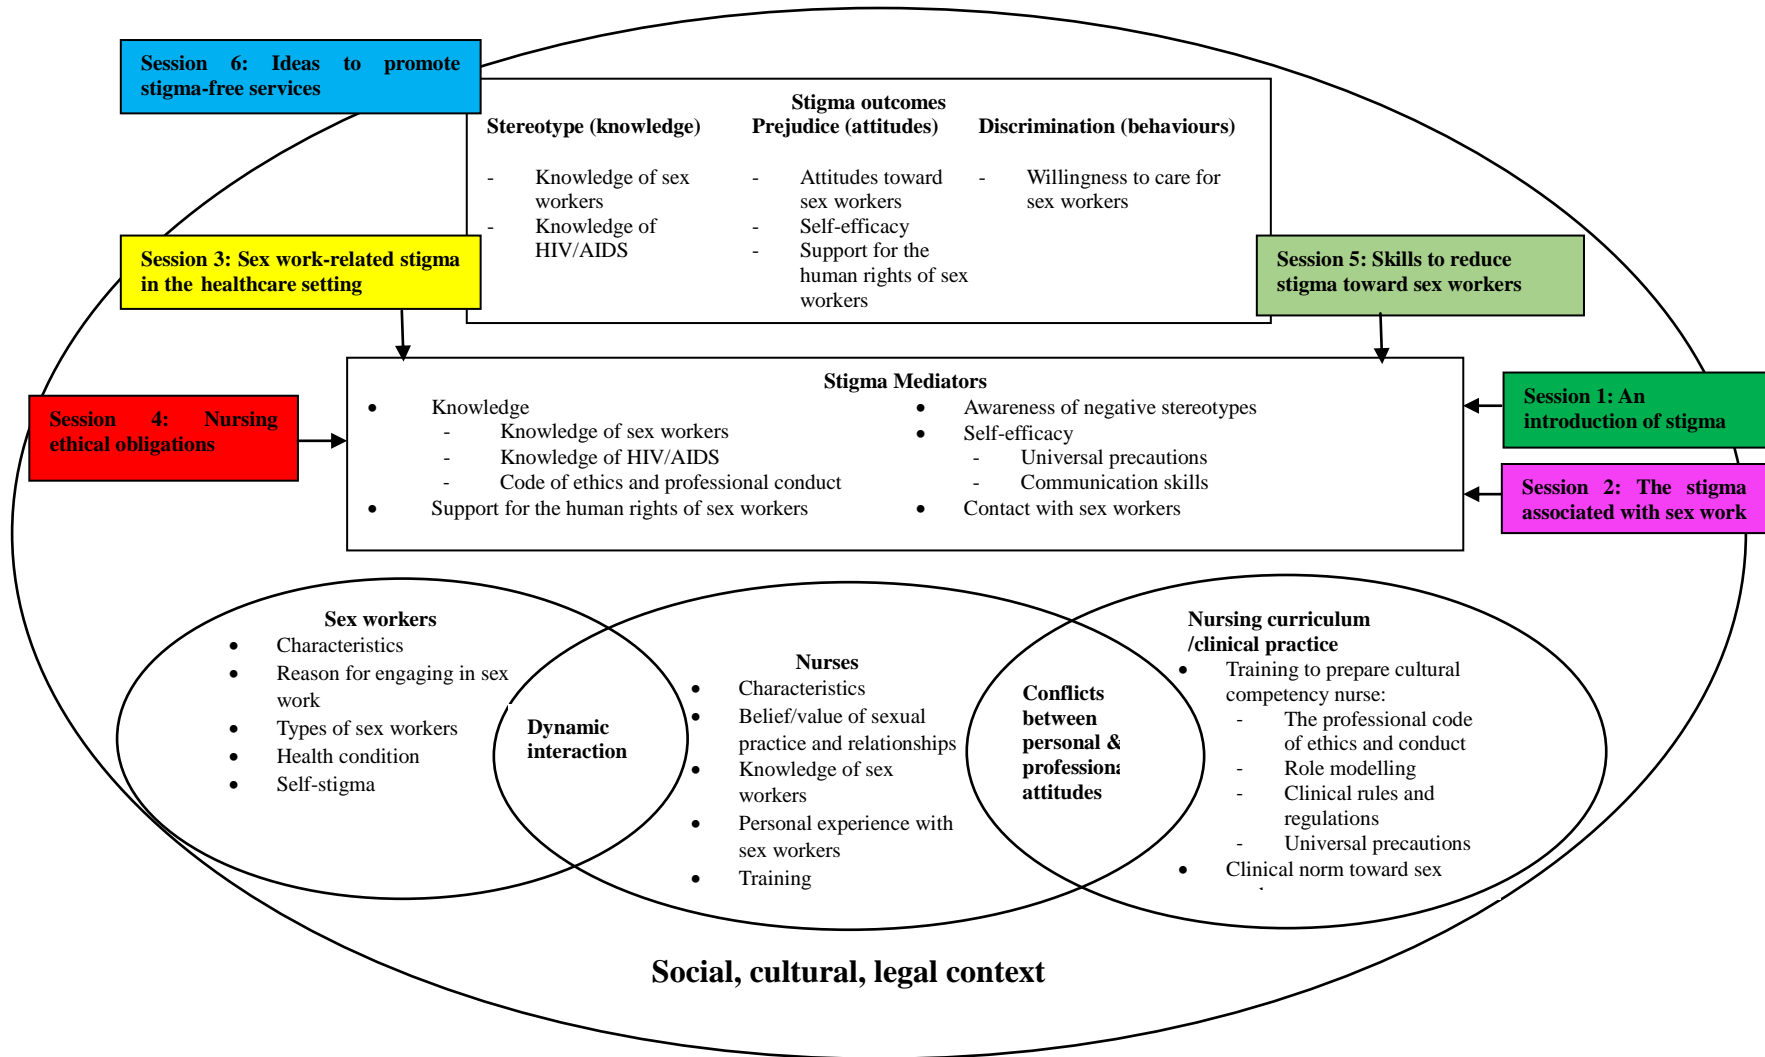 Session 6: Ideas to promote
stigma-free services
Stigma outcomes
Stereotype (knowledge) Prejudice (attitudes) Discrimination (behaviours)
- Knowledge of sex
workers
- Knowledge of
HIV/AIDS
- Attitudes toward
sex workers
- Self-efficacy
- Support for the
human rights of sex
workers
- Willingness to care for
sex workers
Session 3: Sex work-related stigma
in the healthcare setting
Session 5: Skills to reduce
stigma toward sex workers
Stigma Mediators
• Knowledge
- Knowledge of sex workers
- Knowledge of HIV/AIDS
- Code of ethics and professional conduct
• Support for the human rights of sex workers
• Awareness of negative stereotypes
• Self-efficacy
- Universal precautions
- Communication skills
• Contact with sex workers
Session 4: Nursing
ethical obligations
Session 1: An
introduction of stigma
Session 2: The stigma
associated with sex work
Sex workers
• Characteristics
• Reason for engaging in sex
work
• Types of sex workers
• Health condition
• Self-stigma
Dynamic
interaction
Nurses
• Characteristics
• Belief/value of sexual
practice and relationships
• Knowledge of sex
workers
• Personal experience with
sex workers
• Training
Conflicts
between
personal &
professiona
attitudes
Nursing curriculum
/clinical practice
• Training to prepare cultural
competency nurse:
- The professional code
of ethics and conduct
- Role modelling
- Clinical rules and
regulations
- Universal precautions
• Clinical norm toward sex
Social, cultural, legal context